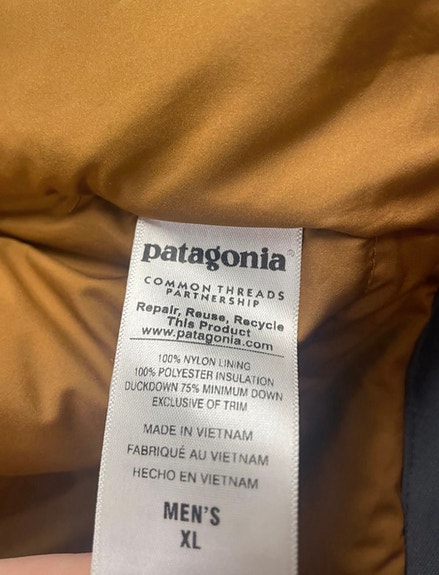 patagonia
COMMON THREADS
PARTNERSHIP
Repair, Reuse, Recycle
This Product
www.patagonia.com
100% NYLON LINING
100% POLYESTER INSULATION
DUCKDOWN 75% MINIMUM DOWN
EXCLUSIVE OF TRIM
MADE IN VIETNAM
FABRIQUÉ AU VIETNAM
HECHO EN VIETNAM
MEN'S
XL